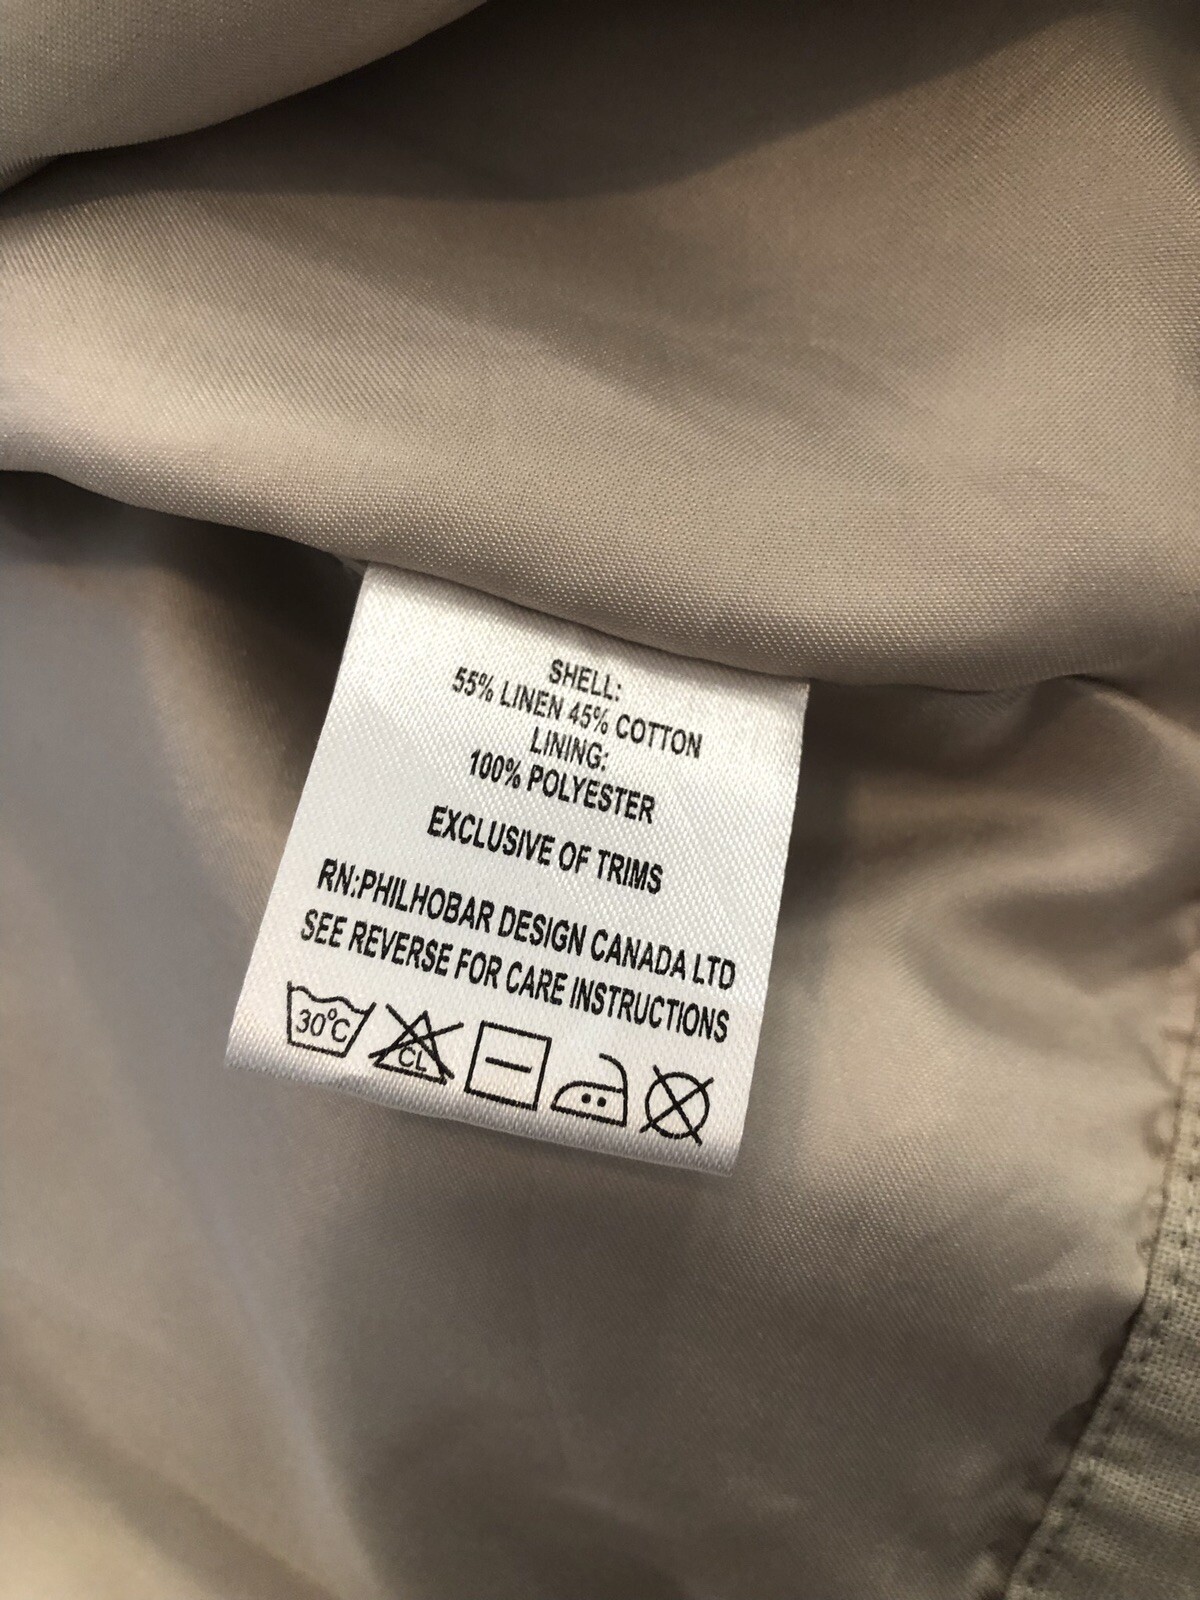 SHELL:
55% LINEN 45% COTTON
LINING:
100% POLYESTER
EXCLUSIVE OF TRIMS
RN:PHILHOBAR DESIGN CANADA LTD
SEE REVERSE FOR CARE INSTRUCTIONS
30°C CL